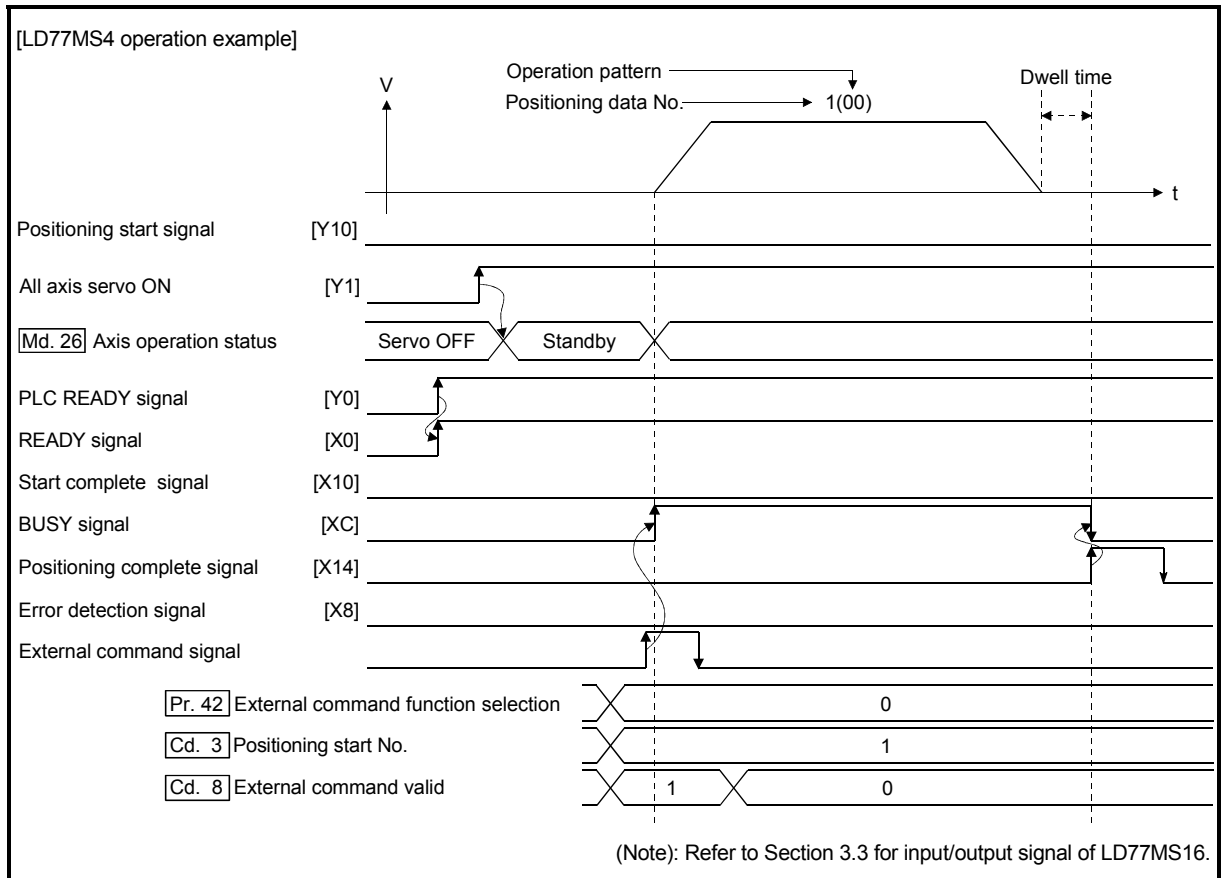 [LD77MS4 operation example]
V
Operation pattern
Dwell time
Positioning data No.
1(00)
t
Positioning start signal [Y10]
All axis servo ON [Y1]
Md. 26 Axis operation status Servo OFF Standby
PLC READY signal [Y0]
READY signal [X0]
Start complete signal [X10]
BUSY signal [XC]
Positioning complete signal [X14]
Error detection signal [X8]
External command signal
Pr. 42 External command function selection 0
Cd. 3 Positioning start No. 1
Cd. 8 External command valid 1 0
(Note): Refer to Section 3.3 for input/output signal of LD77MS16.